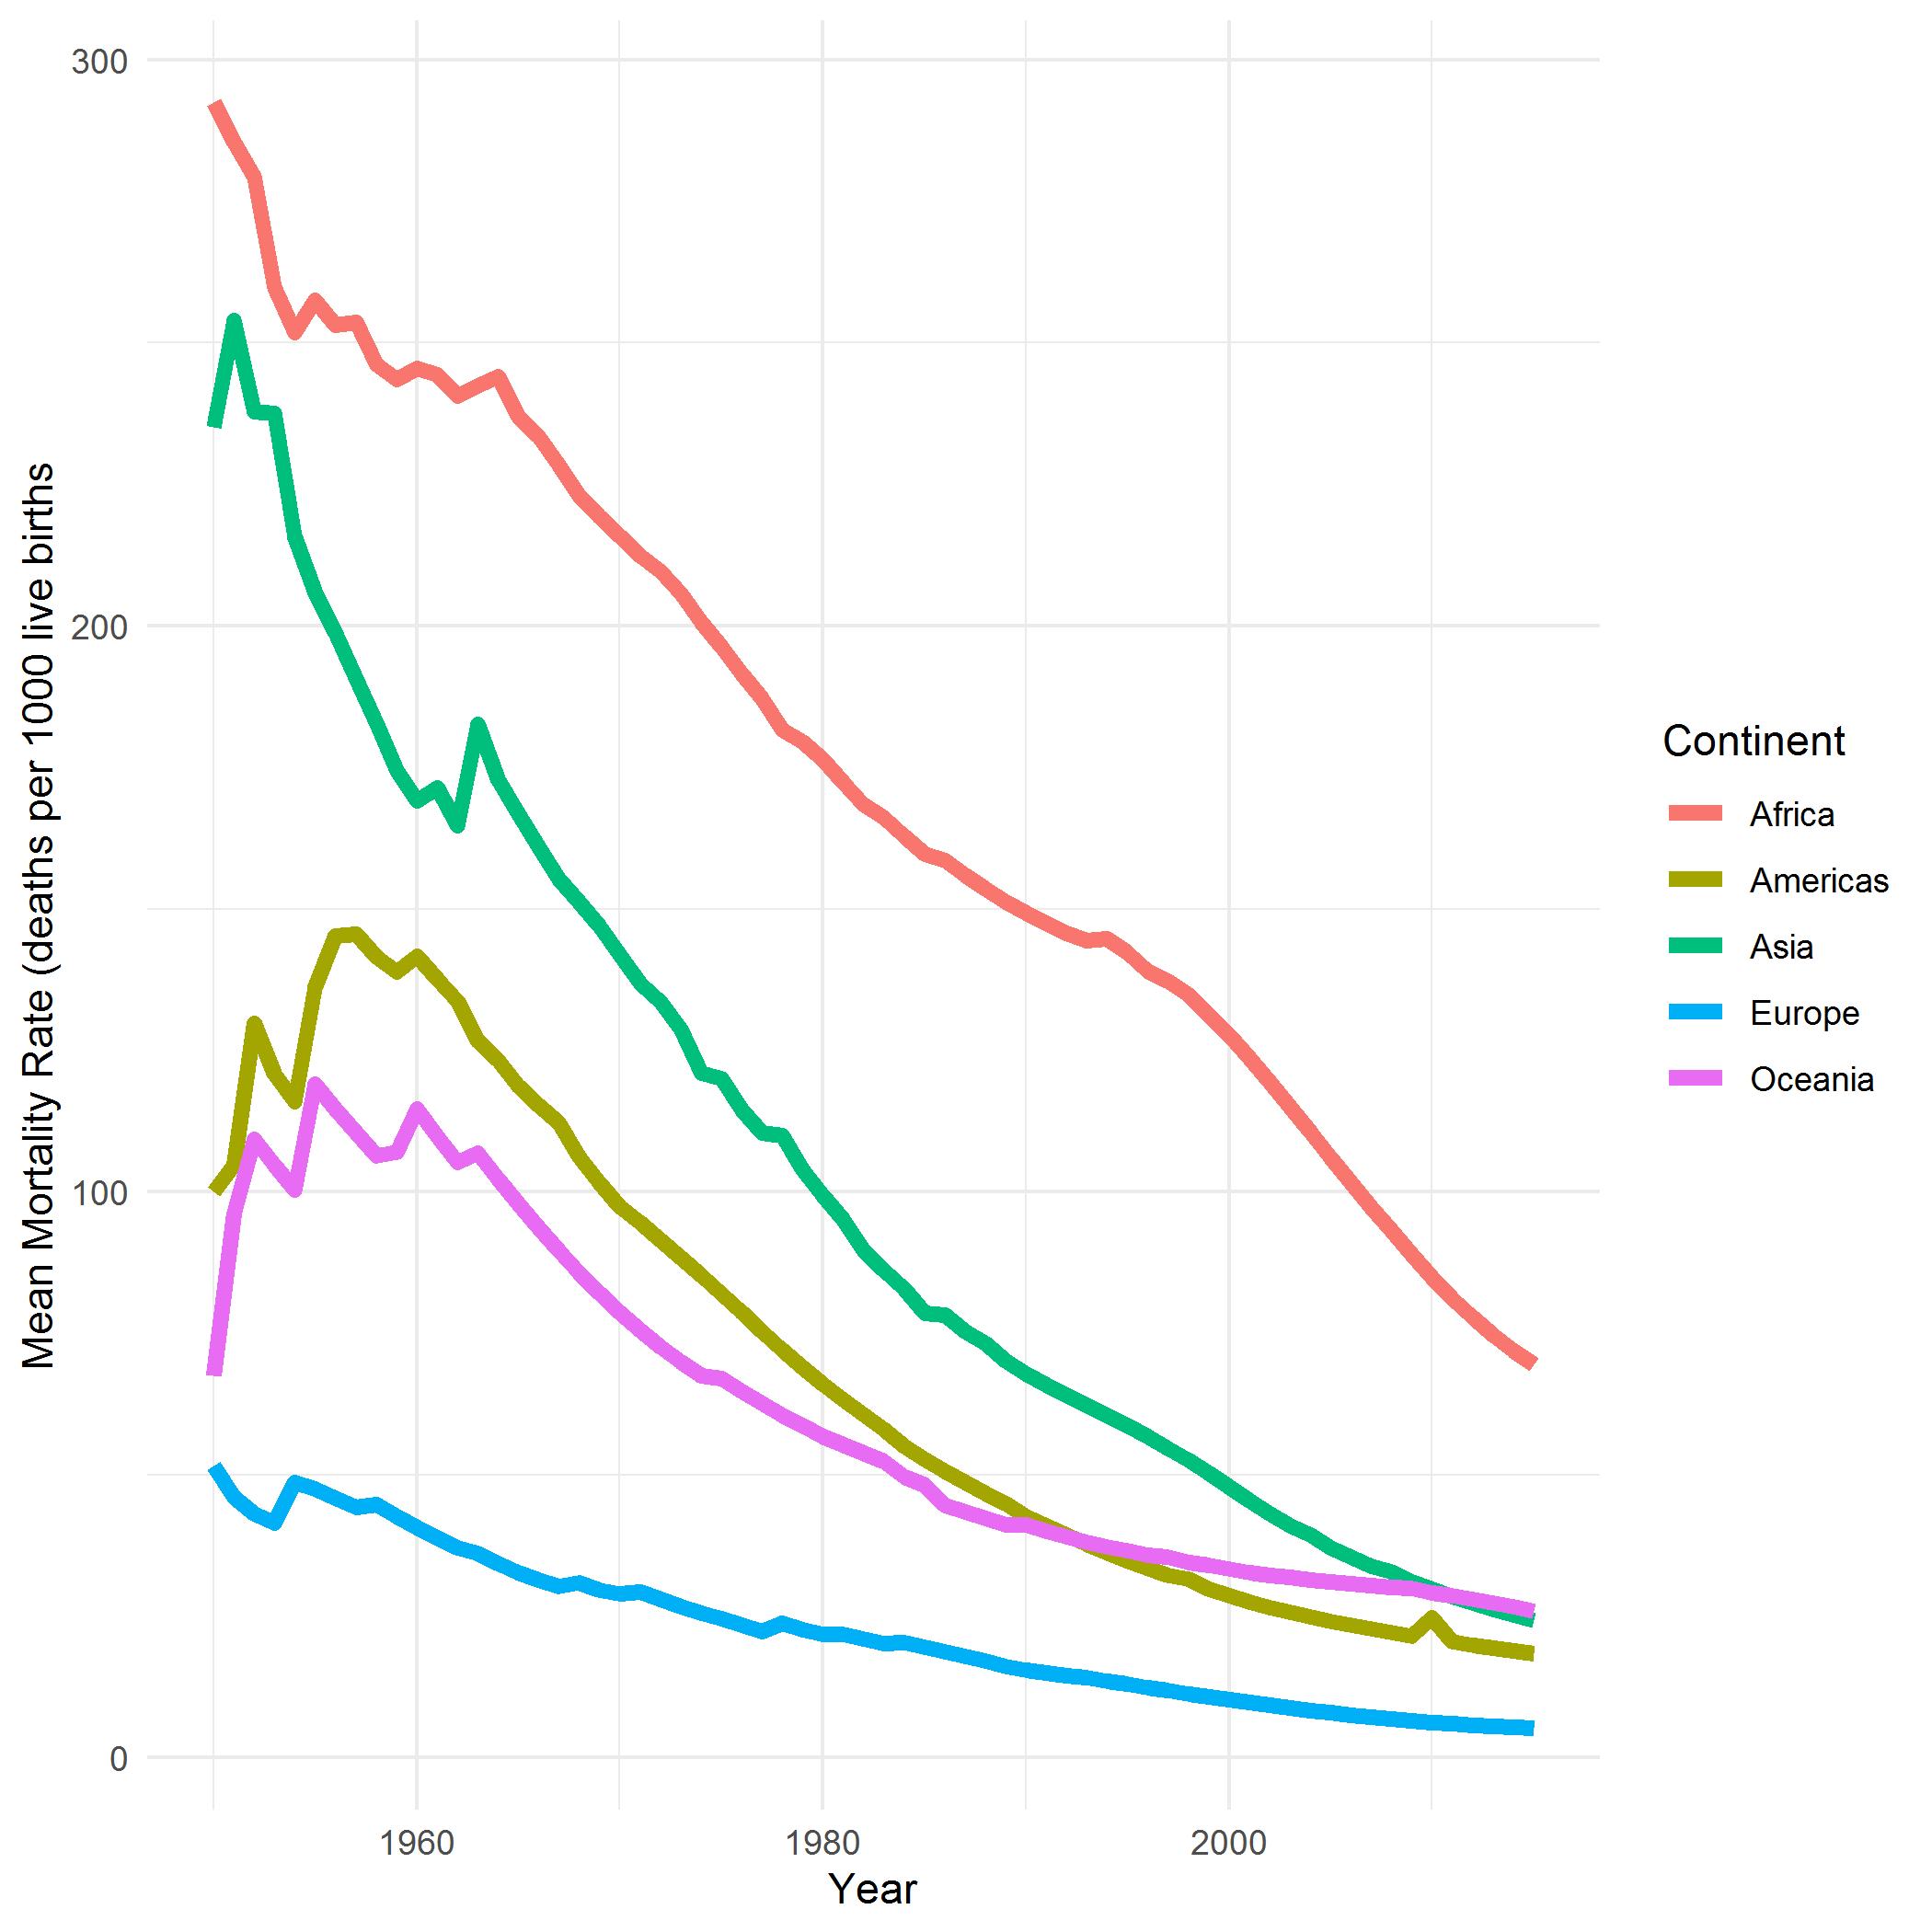 Mean Mortality Rate (deaths per 1000 live births
300
200
100
0
1960
1980
2000
Year
Continent
Africa
Americas
Asia
Europe
Oceania